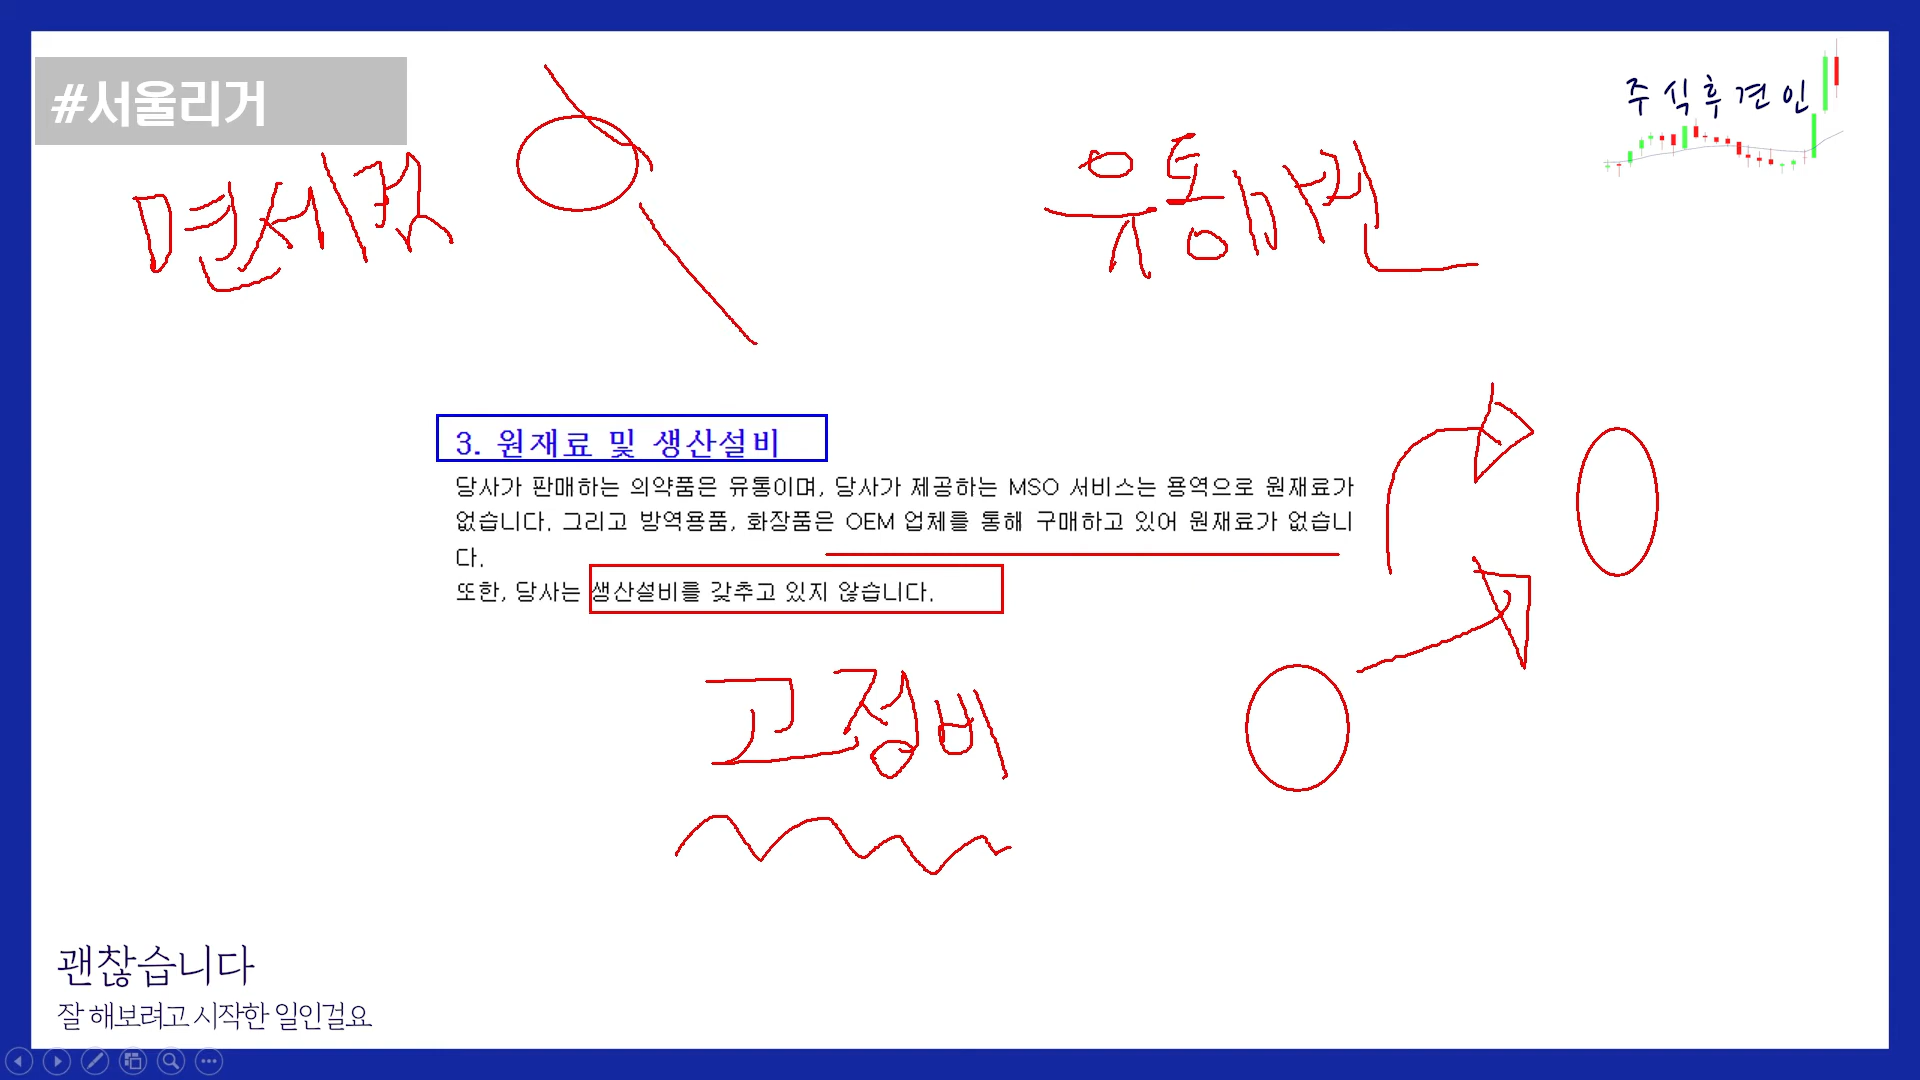 #서울리거
주식후견인
유통마진
3. 원재료 및 생산설비
당사가 판매하는 의약품은 유통이며, 당사가 제공하는 MSO 서비스는 용역으로 원재료가
없습니다. 그리고 방역용품, 화장품은 OEM 업체를 통해 구매하고 있어 원재료가 없습니
다.
또한, 당사는 생산설비를 갖추고 있지 않습니다.
고정비
괜찮습니다
잘 해보려고 시작한 일인걸요